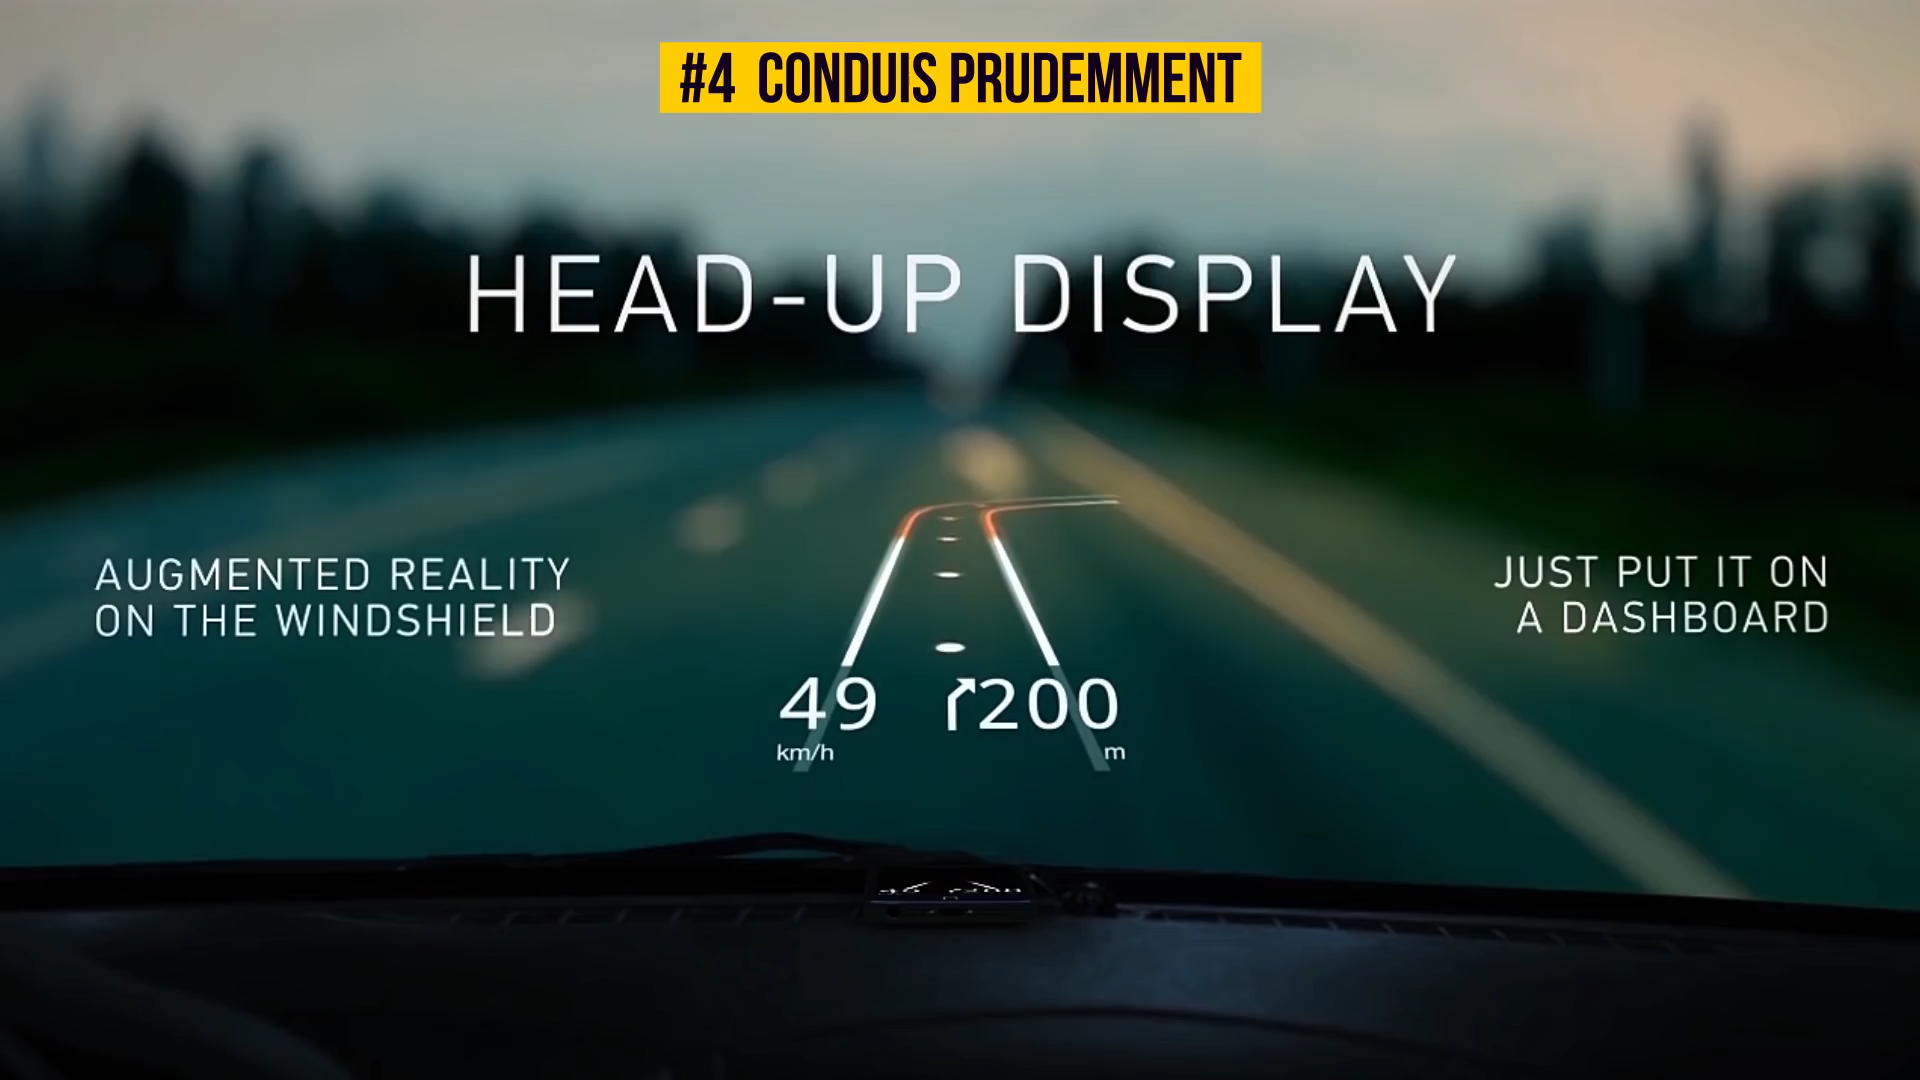 #4 CONDUIS PRUDEMMENT
HEAD-UP DISPLAY
AUGMENTED REALITY
ON THE WINDSHIELD
JUST PUT IT ON
A DASHBOARD
49 200
km/h m